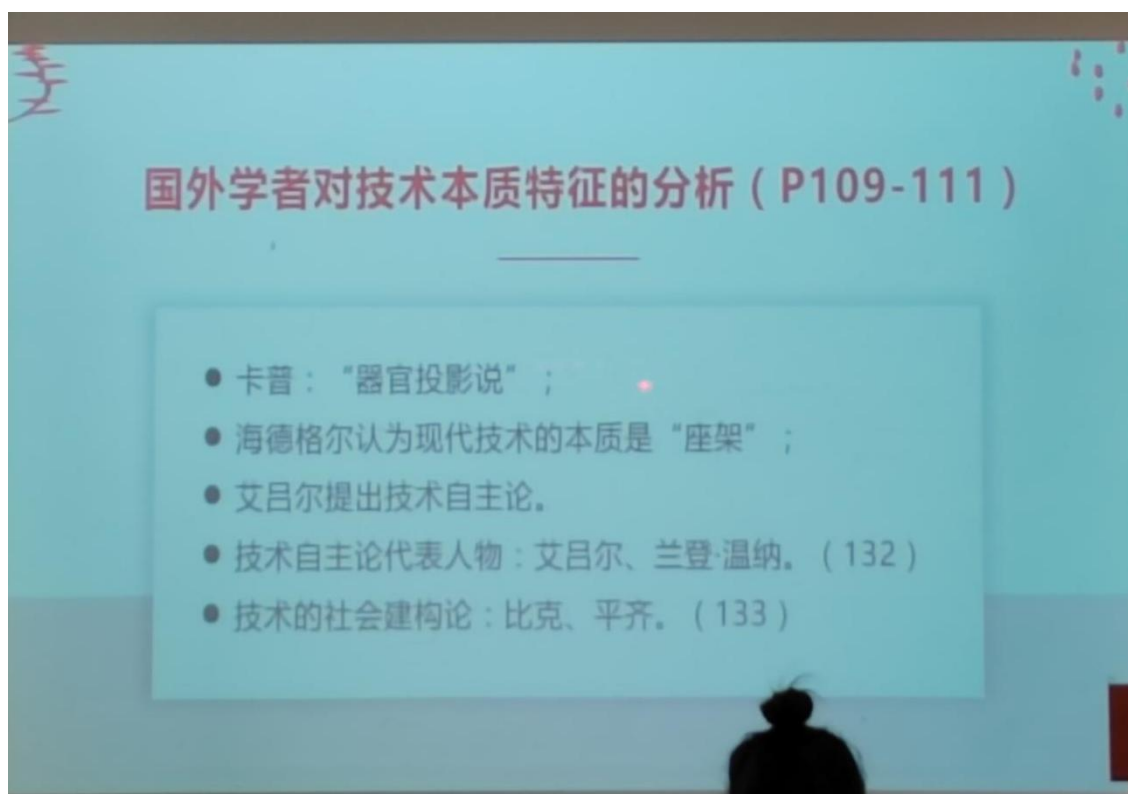 国外学者对技术本质特征的分析（P109-111）
● 卡普：“器官投影说”；
● 海德格尔认为现代技术的本质是“座架”；
● 艾吕尔提出技术自主论。
● 技术自主论代表人物：艾吕尔、兰登·温纳。（132）
● 技术的社会建构论：比克、平齐。（133）